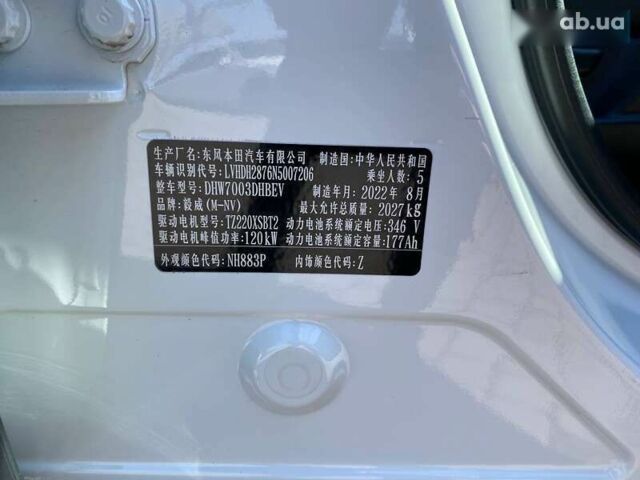 ab.ua
生产厂名:东风本田汽车有限公司 制造国:中华人民共和国
车辆识别代号:LVHDH2876N5007206 乘坐人数:5
整车型号:DHW7003DHBEV 制造年月:2022年8月
品牌:毅威(M-NV) 最大允许总质量:2027kg
驱动电机型号:TZ220XSBT2 动力电池系统额定电压:346V
驱动电机峰值功率:120kW 动力电池系统额定容量:177Ah
外观颜色代码:NH883P 内饰颜色代码:Z